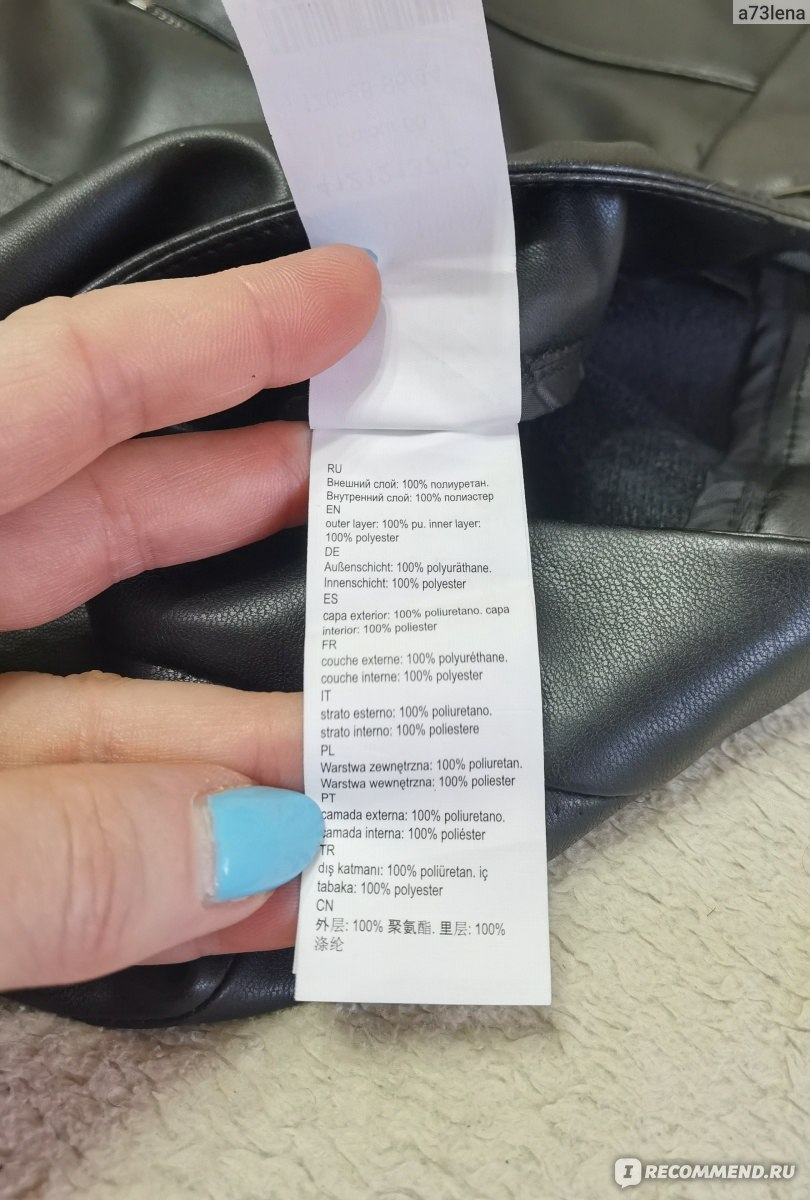 a73lena
RU
Внешний слой: 100% полиуретан.
Внутренний слой: 100% полиэстер
EN
outer layer: 100% pu. inner layer:
100% polyester
DE
Außenschicht: 100% polyuräthane.
Innenschicht: 100% polyester
ES
capa exterior: 100% poliuretano. capa
interior: 100% poliester
FR
couche externe: 100% polyuréthane.
couche interne: 100% polyester
IT
strato esterno: 100% poliuretano.
strato interno: 100% poliestere
PL
Warstwa zewnętrzna: 100% poliuretan.
Warstwa wewnętrzna: 100% poliester
PT
camada externa: 100% poliuretano.
camada interna: 100% poliéster
TR
dış katmanı: 100% poliüretan. iç
tabaka: 100% polyester
CN
外层: 100% 聚氨酯. 里层: 100%
涤纶
IRECOMMEND.RU